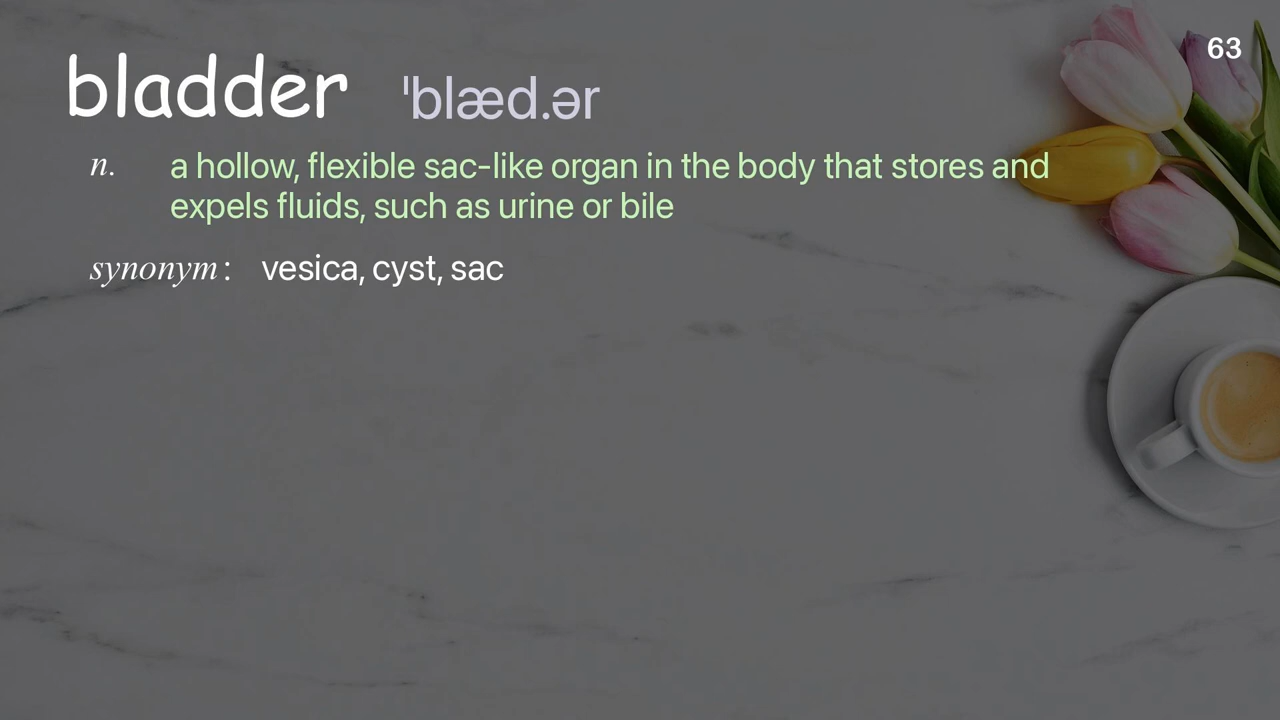 63
bladder ˈblæd.ər
n. a hollow, flexible sac-like organ in the body that stores and
expels fluids, such as urine or bile
synonym: vesica, cyst, sac